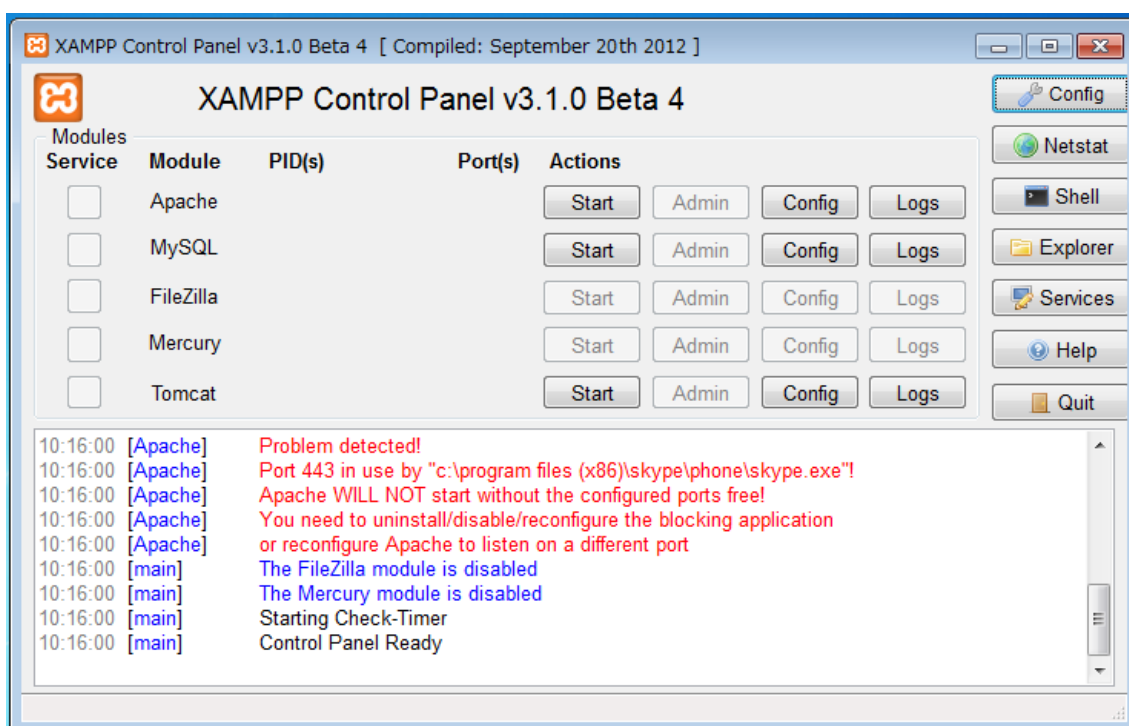 XAMPP Control Panel v3.1.0 Beta 4 [ Compiled: September 20th 2012 ]
XAMPP Control Panel v3.1.0 Beta 4
Config
Modules
Netstat
Service Module PID(s) Port(s) Actions
Apache Start Admin Config Logs
Shell
MySQL Start Admin Config Logs
Explorer
FileZilla Start Admin Config Logs
Services
Mercury Start Admin Config Logs
Help
Tomcat Start Admin Config Logs
Quit
10:16:00 [Apache] Problem detected!
10:16:00 [Apache] Port 443 in use by "c:\program files (x86)\skype\phone\skype.exe"!
10:16:00 [Apache] Apache WILL NOT start without the configured ports free!
10:16:00 [Apache] You need to uninstall/disable/reconfigure the blocking application
10:16:00 [Apache] or reconfigure Apache to listen on a different port
10:16:00 [main] The FileZilla module is disabled
10:16:00 [main] The Mercury module is disabled
10:16:00 [main] Starting Check-Timer
10:16:00 [main] Control Panel Ready